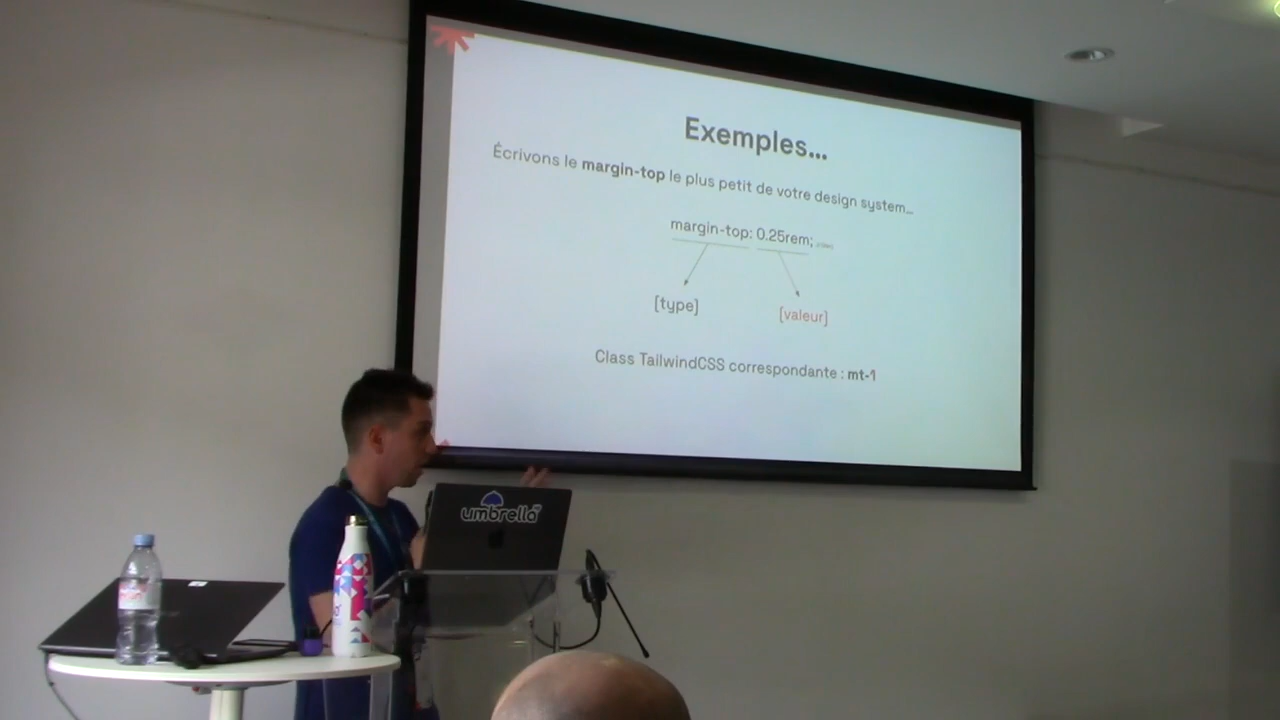 Exemples...
Écrivons le margin-top le plus petit de votre design system...
margin-top: 0.25rem;
[type] [valeur]
Class TailwindCSS correspondante : mt-1
umbrella